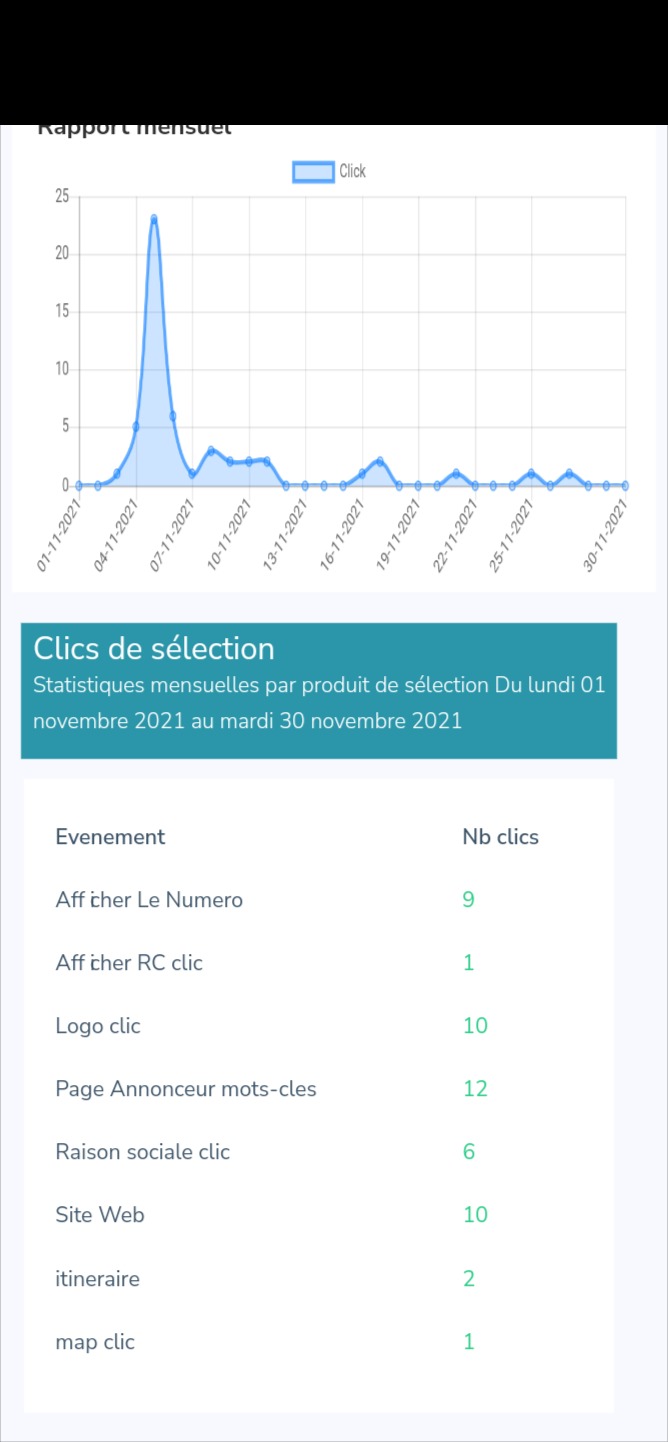 Rapport mensuel
Click
25
20
15
10
5
0
01-11-2021
04-11-2021
07-11-2021
10-11-2021
13-11-2021
16-11-2021
19-11-2021
22-11-2021
25-11-2021
30-11-2021
Clics de sélection
Statistiques mensuelles par produit de sélection Du lundi 01
novembre 2021 au mardi 30 novembre 2021
Evenement Nb clics
Afficher Le Numero 9
Afficher RC clic 1
Logo clic 10
Page Annonceur mots-cles 12
Raison sociale clic 6
Site Web 10
itineraire 2
map clic 1